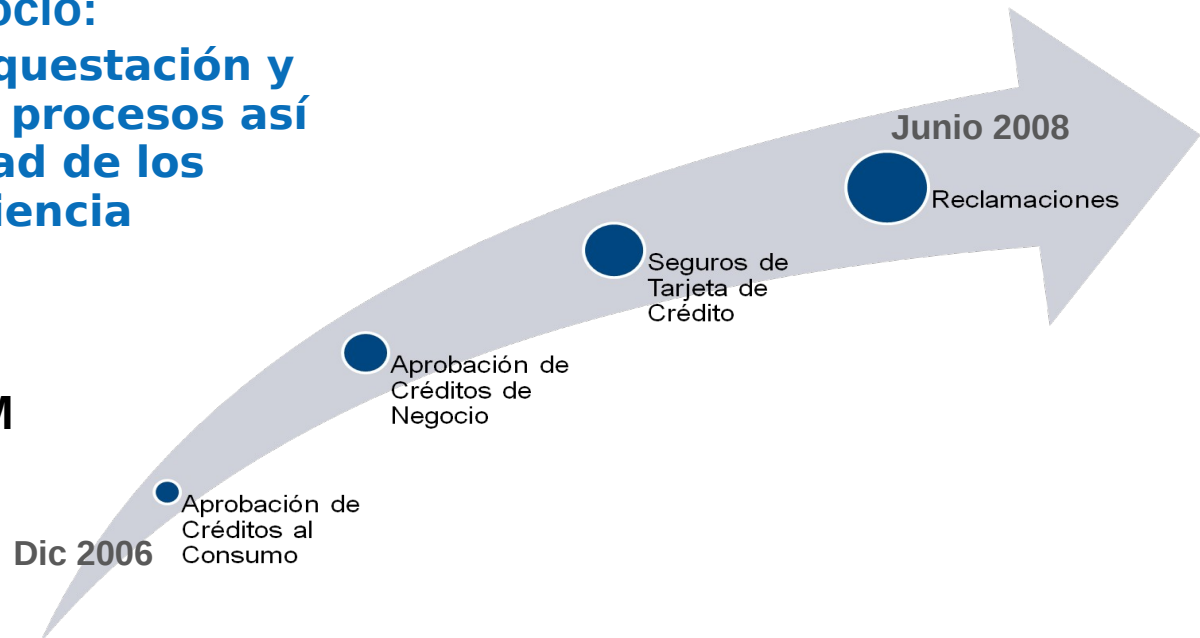 ocio:
questación y
procesos así
ad de los
iencia
M
Junio 2008
Reclamaciones
Seguros de
Tarjeta de
Crédito
Aprobación de
Créditos de
Negocio
Aprobación de
Créditos al
Consumo
Dic 2006